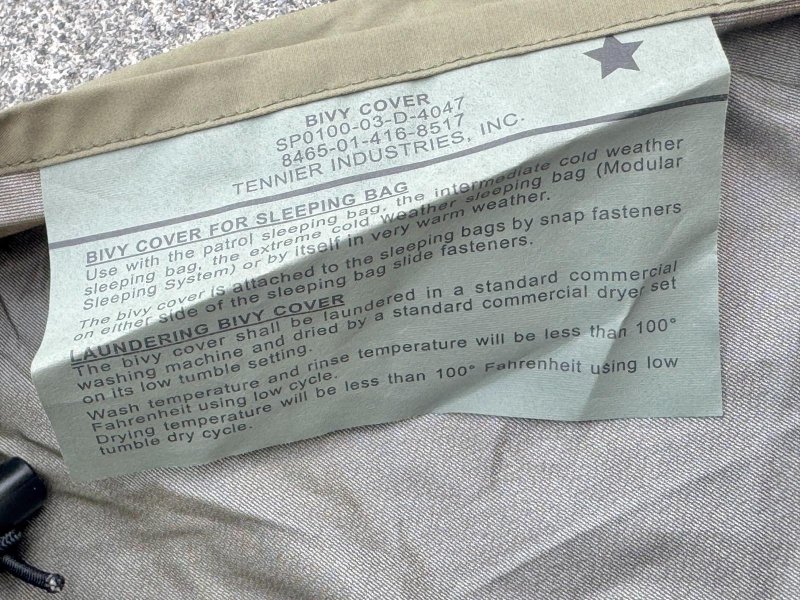 BIVY COVER
SP0100-03-D-4047
8465-01-416-8517
TENNIER INDUSTRIES, INC.
BIVY COVER FOR SLEEPING BAG
Use with the patrol sleeping bag, the intermediate cold weather
sleeping bag, the extreme cold weather sleeping bag (Modular
Sleeping System) or by itself in very warm weather.
The bivy cover is attached to the sleeping bags by snap fasteners
on either side of the sleeping bag slide fasteners.
LAUNDERING BIVY COVER
The bivy cover shall be laundered in a standard commercial
washing machine and dried by a standard commercial dryer set
on its low tumble setting.
Wash temperature and rinse temperature will be less than 100°
Fahrenheit using low cycle.
Drying temperature will be less than 100° Fahrenheit using low
tumble dry cycle.